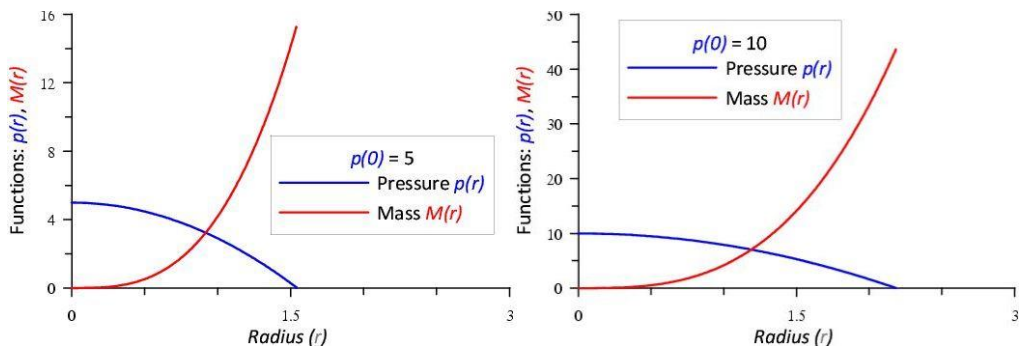 Functions: p(r), M(r)
16
12
8
4
0
p(0) = 5
Pressure p(r)
Mass M(r)
0
1.5
3
Radius (r)
Functions: p(r), M(r)
50
40
30
20
10
0
p(0) = 10
Pressure p(r)
Mass M(r)
0
1.5
3
Radius (r)